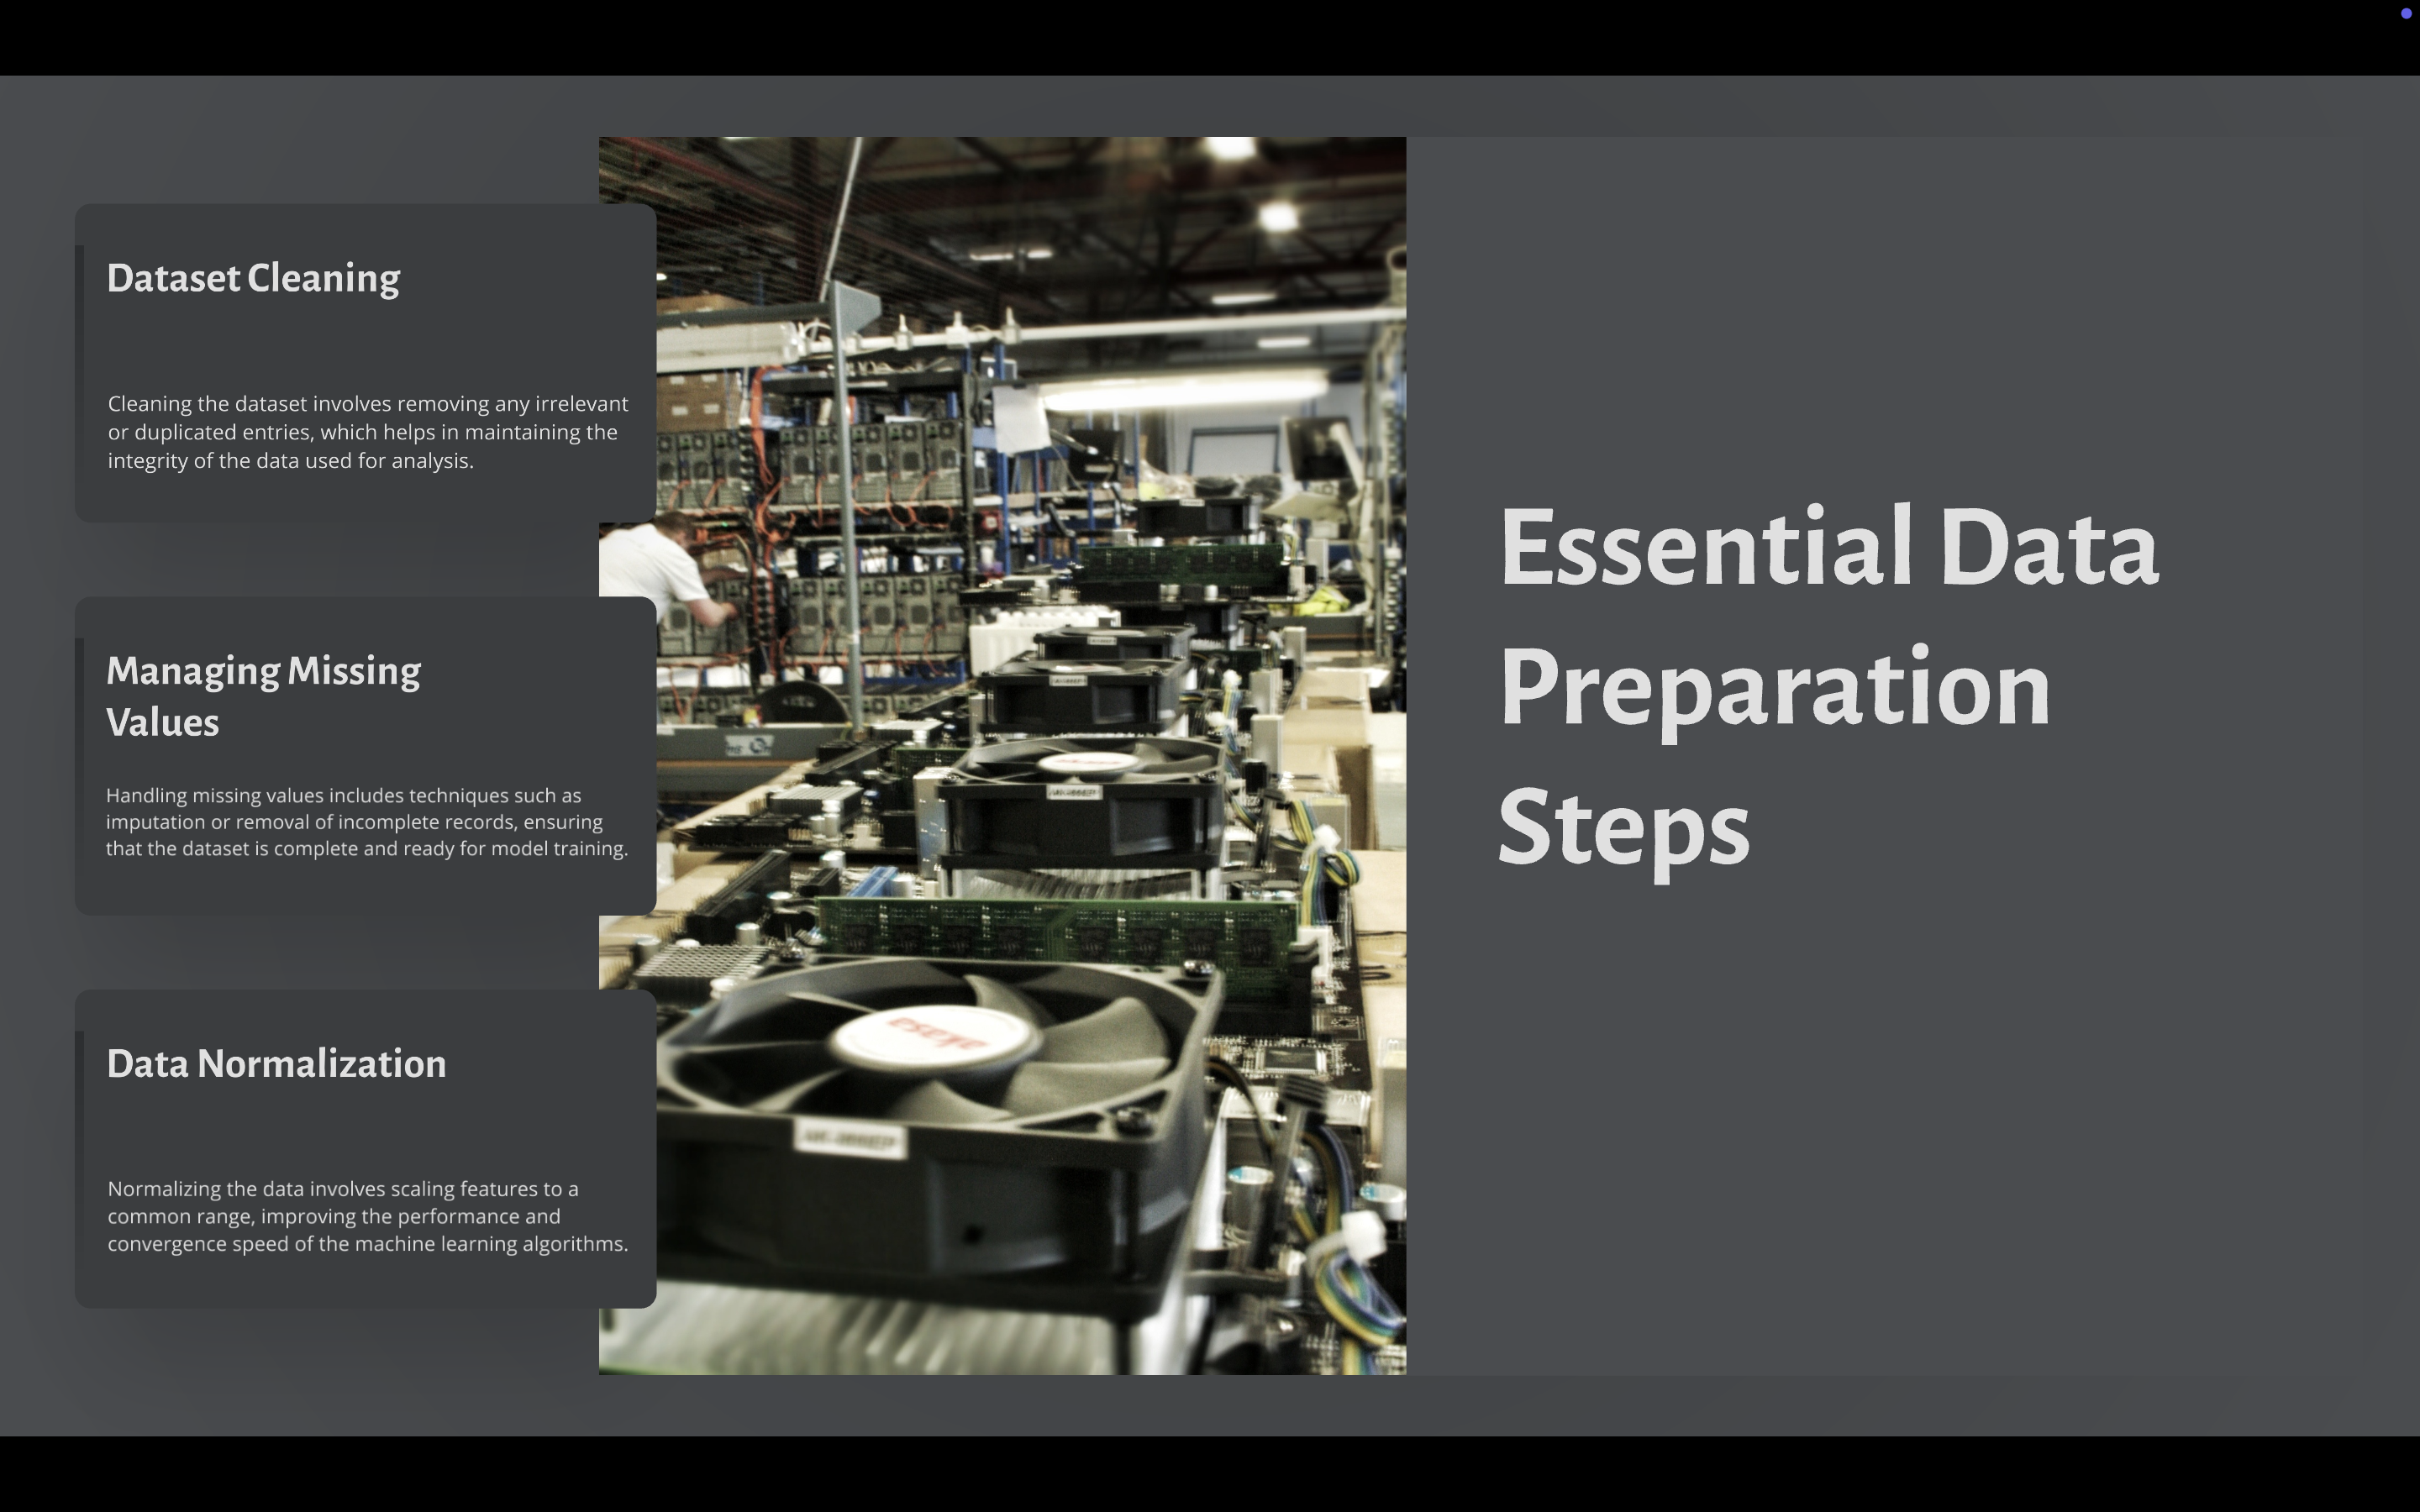 Dataset Cleaning
Cleaning the dataset involves removing any irrelevant
or duplicated entries, which helps in maintaining the
integrity of the data used for analysis.
Managing Missing
Values
Handling missing values includes techniques such as
imputation or removal of incomplete records, ensuring
that the dataset is complete and ready for model training.
Data Normalization
Normalizing the data involves scaling features to a
common range, improving the performance and
convergence speed of the machine learning algorithms.
Essential Data
Preparation
Steps
akasa